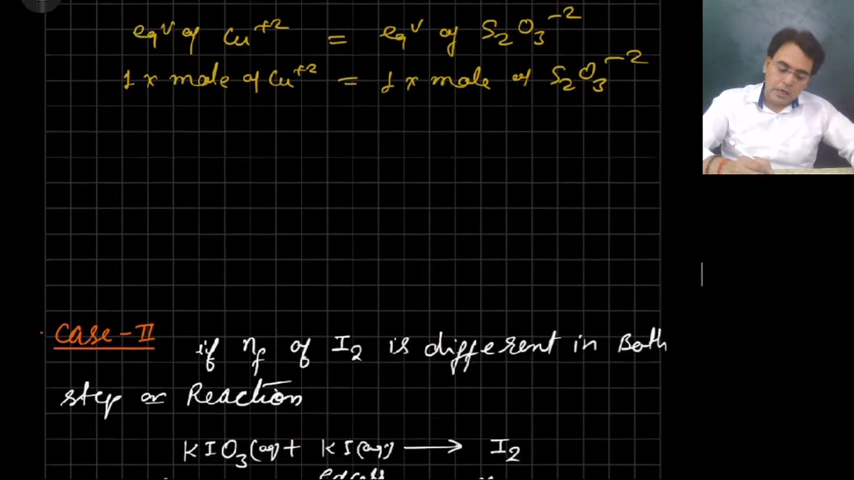 eqv of Cu+2 = eqv of S2O3-2
1 x mole of Cu+2 = 1 x mole of S2O3-2
Case-II if nf of I2 is different in Both
step or Reaction
KIO3(aq) + KI(aq) ⟶ I2
excess